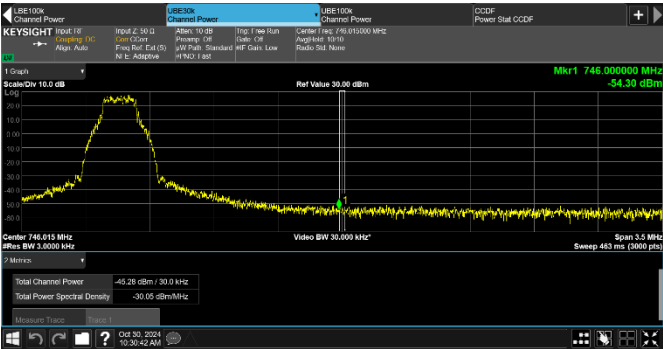 LBE100k
Channel Power
UBE30k
Channel Power
UBE100k
Channel Power
CCDF
Power Stat CCDF
KEYSIGHT
Input: RF
Coupling: DC
Align: Auto
Input Z: 50 Ω
Corr CCorr
Freq Ref: Ext (S)
NFE: Adaptive
Atten: 10 dB
Preamp: Off
µW Path: Standard
#PNO: Fast
Trig: Free Run
Gate: Off
#IF Gain: Low
Center Freq: 746.015000 MHz
Avg|Hold: 10/10
Radio Std: None
1 Graph
Scale/Div 10.0 dB
Ref Value 30.00 dBm
Mkr1 746.000000 MHz
-54.30 dBm
Log
20.0
10.0
0.00
-10.0
-20.0
-30.0
-40.0
-50.0
-60.0
1
Center 746.015 MHz
#Res BW 3.0000 kHz
Video BW 30.000 kHz*
Span 3.5 MHz
Sweep 463 ms (3000 pts)
2 Metrics
Total Channel Power -45.28 dBm / 30.0 kHz
Total Power Spectral Density -30.05 dBm/MHz
Measure Trace Trace 1
Oct 30, 2024
10:30:42 AM